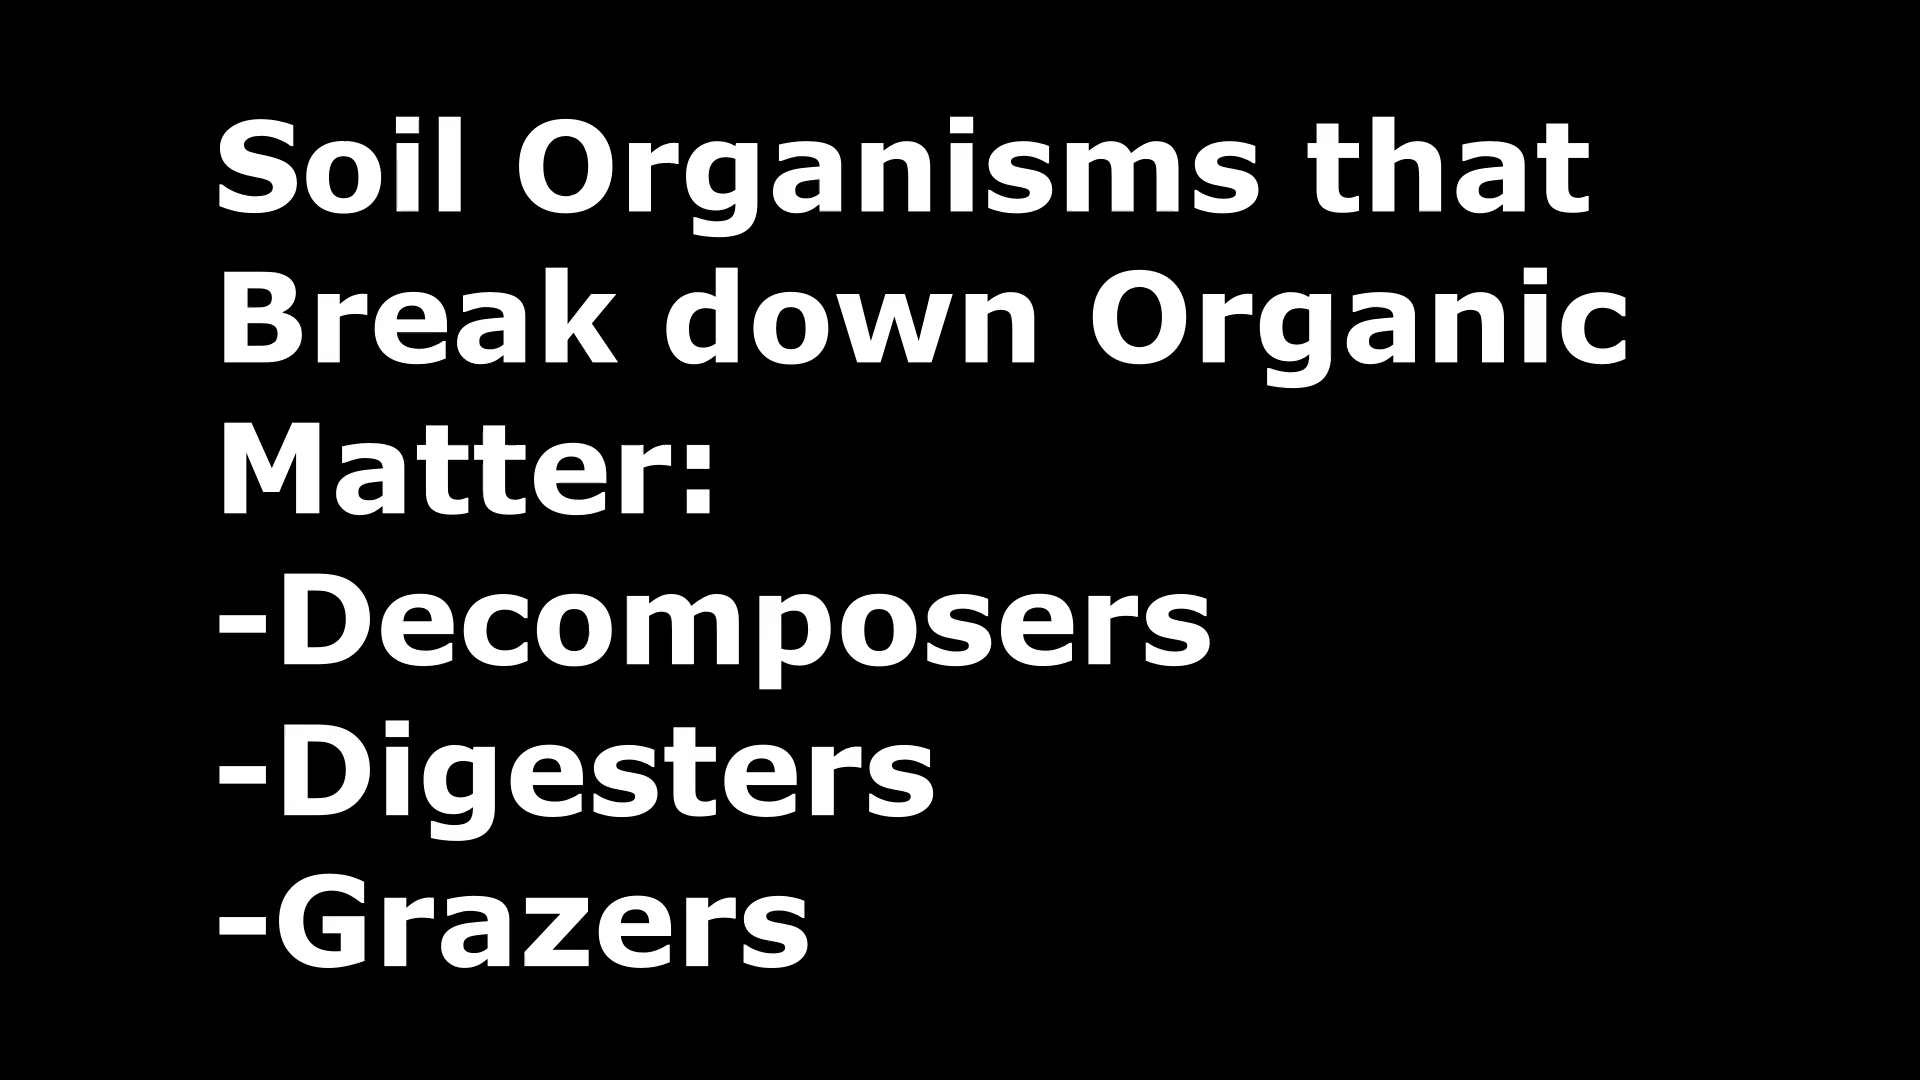 Soil Organisms that
Break down Organic
Matter:
-Decomposers
-Digesters
-Grazers